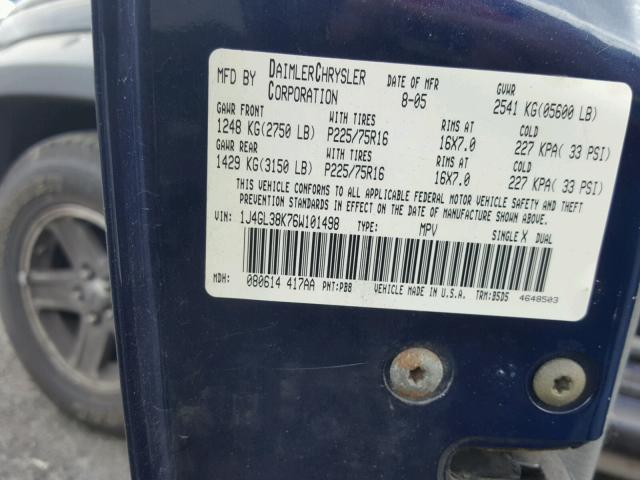 MFD BY DAIMLERCHRYSLER CORPORATION DATE OF MFR 8-05 GVWR 2541 KG(05600 LB)
GAWR FRONT WITH TIRES RIMS AT COLD
1248 KG(2750 LB) P225/75R16 16X7.0 227 KPA( 33 PSI)
GAWR REAR WITH TIRES RIMS AT COLD
1429 KG(3150 LB) P225/75R16 16X7.0 227 KPA( 33 PSI)
THIS VEHICLE CONFORMS TO ALL APPLICABLE FEDERAL MOTOR VEHICLE SAFETY AND THEFT
PREVENTION STANDARDS IN EFFECT ON THE DATE OF MANUFACTURE SHOWN ABOVE.
VIN: 1J4GL38K76W101498 TYPE: MPV SINGLE X DUAL
MDH: 080614 417AA PNT:PBB VEHICLE MADE IN U.S.A. TRM:B5D5 4648503